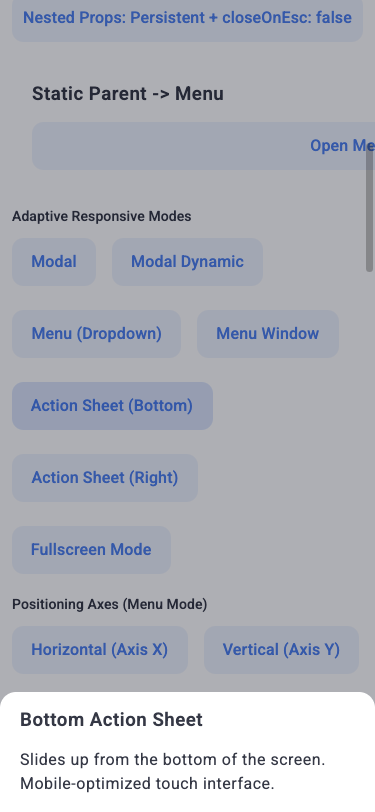 Nested Props: Persistent + closeOnEsc: false
Static Parent -> Menu
Open Me
Adaptive Responsive Modes
Modal
Modal Dynamic
Menu (Dropdown)
Menu Window
Action Sheet (Bottom)
Action Sheet (Right)
Fullscreen Mode
Positioning Axes (Menu Mode)
Horizontal (Axis X)
Vertical (Axis Y)
Bottom Action Sheet
Slides up from the bottom of the screen.
Mobile-optimized touch interface.